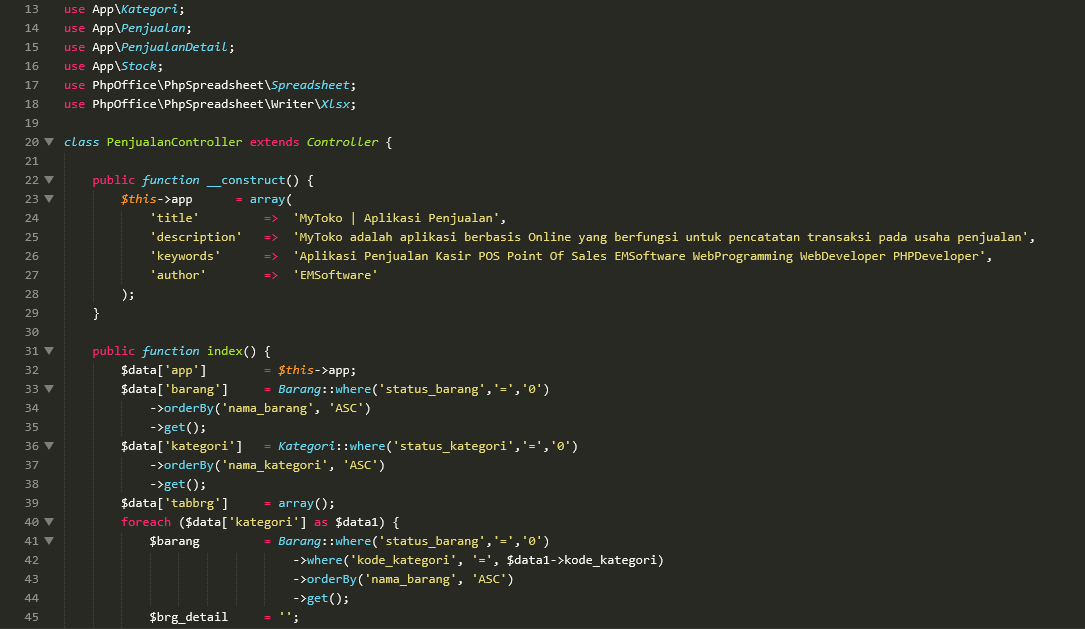 13 use App\Kategori;
14 use App\Penjualan;
15 use App\PenjualanDetail;
16 use App\Stock;
17 use PhpOffice\PhpSpreadsheet\Spreadsheet;
18 use PhpOffice\PhpSpreadsheet\Writer\Xlsx;
19
20 class PenjualanController extends Controller {
21
22 public function __construct() {
23 $this->app = array(
24 'title' => 'MyToko | Aplikasi Penjualan',
25 'description' => 'MyToko adalah aplikasi berbasis Online yang berfungsi untuk pencatatan transaksi pada usaha penjualan',
26 'keywords' => 'Aplikasi Penjualan Kasir POS Point Of Sales EMSoftware WebProgramming WebDeveloper PHPDeveloper',
27 'author' => 'EMSoftware'
28 );
29 }
30
31 public function index() {
32 $data['app'] = $this->app;
33 $data['barang'] = Barang::where('status_barang','=','0')
34 ->orderBy('nama_barang', 'ASC')
35 ->get();
36 $data['kategori'] = Kategori::where('status_kategori','=','0')
37 ->orderBy('nama_kategori', 'ASC')
38 ->get();
39 $data['tabbrg'] = array();
40 foreach ($data['kategori'] as $data1) {
41 $barang = Barang::where('status_barang','=','0')
42 ->where('kode_kategori', '=', $data1->kode_kategori)
43 ->orderBy('nama_barang', 'ASC')
44 ->get();
45 $brg_detail = '';